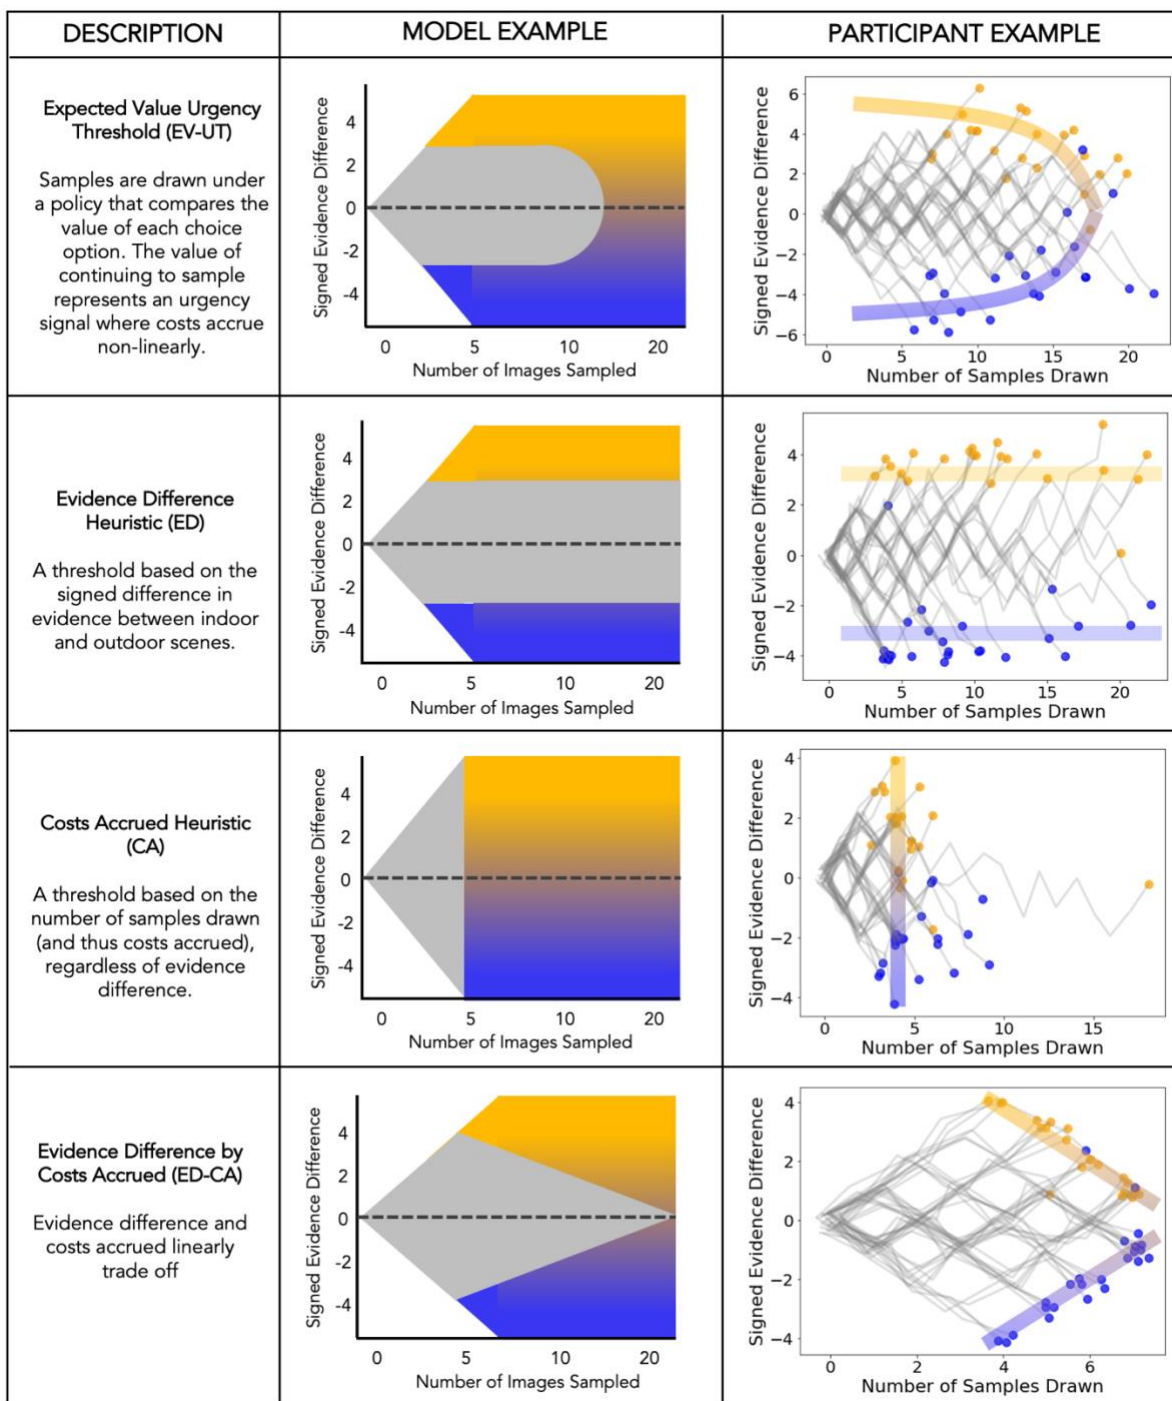 DESCRIPTION
MODEL EXAMPLE
PARTICIPANT EXAMPLE
Expected Value Urgency
Threshold (EV-UT)
Samples are drawn under
a policy that compares the
value of each choice
option. The value of
continuing to sample
represents an urgency
signal where costs accrue
non-linearly.
Signed Evidence Difference
4
2
0
-2
-4
0 5 10 20
Number of Images Sampled
Signed Evidence Difference
6
4
2
0
−2
−4
−6
0 5 10 15 20
Number of Samples Drawn
Evidence Difference
Heuristic (ED)
A threshold based on the
signed difference in
evidence between indoor
and outdoor scenes.
Signed Evidence Difference
4
2
0
-2
-4
0 5 10 20
Number of Images Sampled
Signed Evidence Difference
4
2
0
−2
−4
0 5 10 15 20
Number of Samples Drawn
Costs Accrued Heuristic
(CA)
A threshold based on the
number of samples drawn
(and thus costs accrued),
regardless of evidence
difference.
Signed Evidence Difference
4
2
0
-2
-4
0 5 10 20
Number of Images Sampled
Signed Evidence Difference
4
2
0
−2
−4
0 5 10 15
Number of Samples Drawn
Evidence Difference by
Costs Accrued (ED-CA)
Evidence difference and
costs accrued linearly
trade off
Signed Evidence Difference
4
2
0
-2
-4
0 5 10 20
Number of Images Sampled
Signed Evidence Difference
4
2
0
−2
−4
0 2 4 6
Number of Samples Drawn